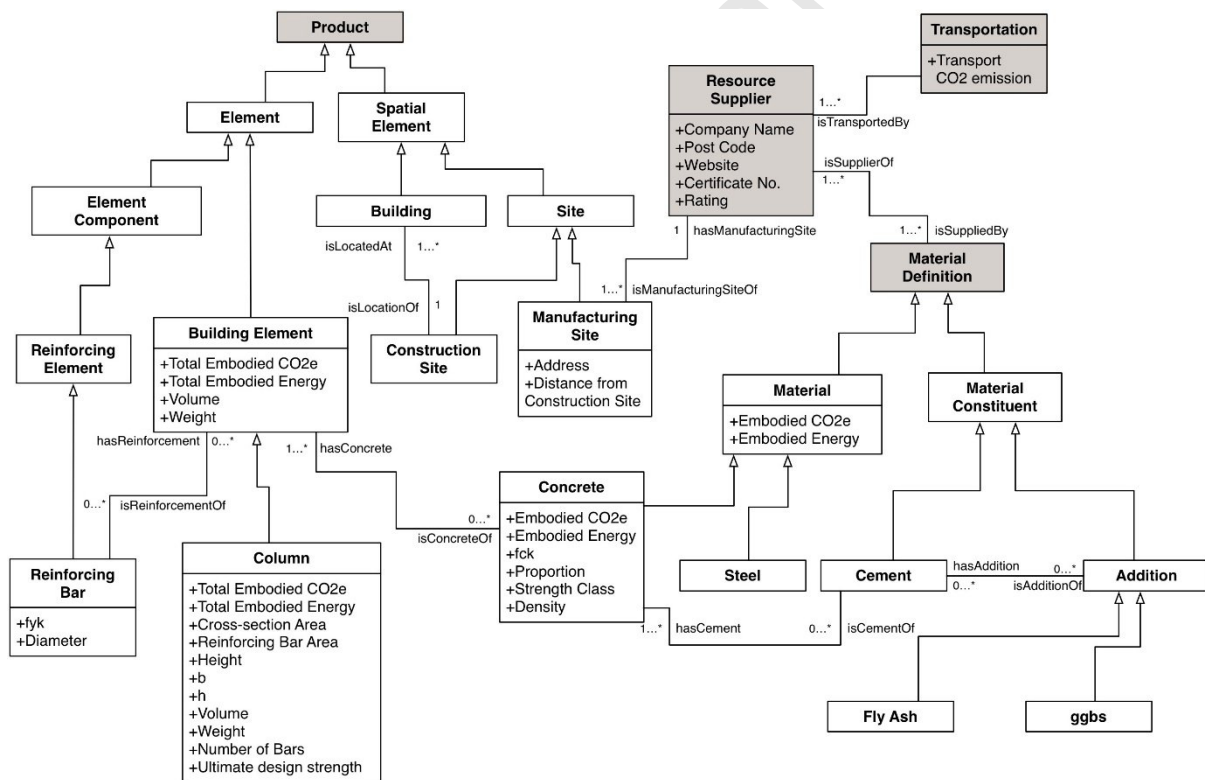 Product
Transportation
+Transport
CO2 emission
Resource
Supplier
+Company Name
+Post Code
+Website
+Certificate No.
+Rating
1...*
isTransportedBy
isSupplierOf
1...*
Element
Spatial
Element
Element
Component
Building
Site
isLocatedAt
1...*
1
hasManufacturingSite
1...*
isSuppliedBy
Material
Definition
1...*
isManufacturingSiteOf
isLocationOf
1
Building Element
+Total Embodied CO2e
+Total Embodied Energy
+Volume
+Weight
Manufacturing
Site
+Address
+Distance from
Construction Site
Reinforcing
Element
Construction
Site
Material
+Embodied CO2e
+Embodied Energy
Material
Constituent
hasReinforcement
0...*
1...*
hasConcrete
0...*
isReinforcementOf
0...*
isConcreteOf
Concrete
+Embodied CO2e
+Embodied Energy
+fck
+Proportion
+Strength Class
+Density
Reinforcing
Bar
+fyk
+Diameter
Column
+Total Embodied CO2e
+Total Embodied Energy
+Cross-section Area
+Reinforcing Bar Area
+Height
+b
+h
+Volume
+Weight
+Number of Bars
+Ultimate design strength
Steel
Cement
hasAddition
0...*
0...*
isAdditionOf
Addition
1...*
hasCement
0...*
isCementOf
Fly Ash
ggbs